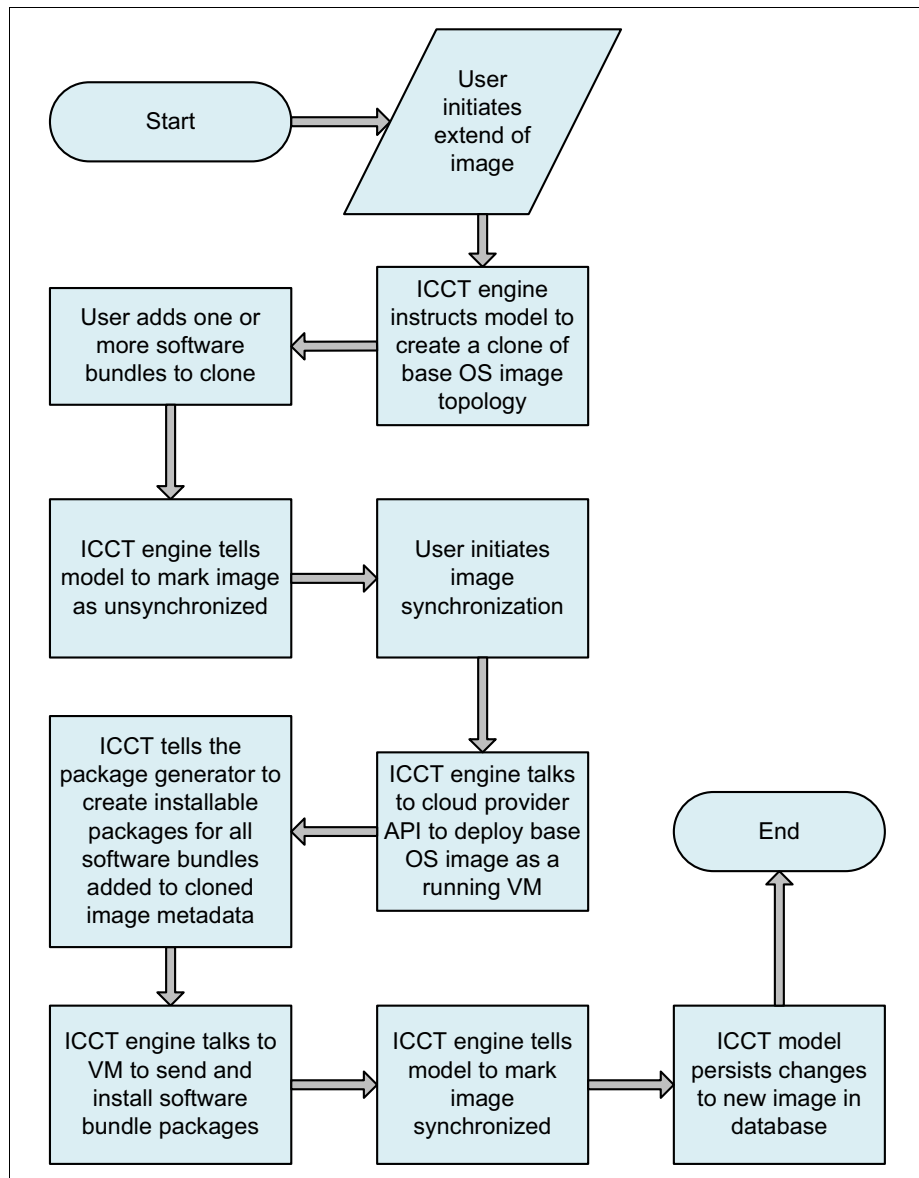 Start
User
initiates
extend of
image
ICCT engine
instructs model to
create a clone of
base OS image
topology
User adds one or
more software
bundles to clone
ICCT engine tells
model to mark image
as unsynchronized
User initiates
image
synchronization
ICCT engine talks
to cloud provider
API to deploy base
OS image as a
running VM
ICCT tells the
package generator to
create installable
packages for all
software bundles
added to cloned
image metadata
ICCT engine talks to
VM to send and
install software
bundle packages
ICCT engine tells
model to mark
image
synchronized
ICCT model
persists changes
to new image in
database
End